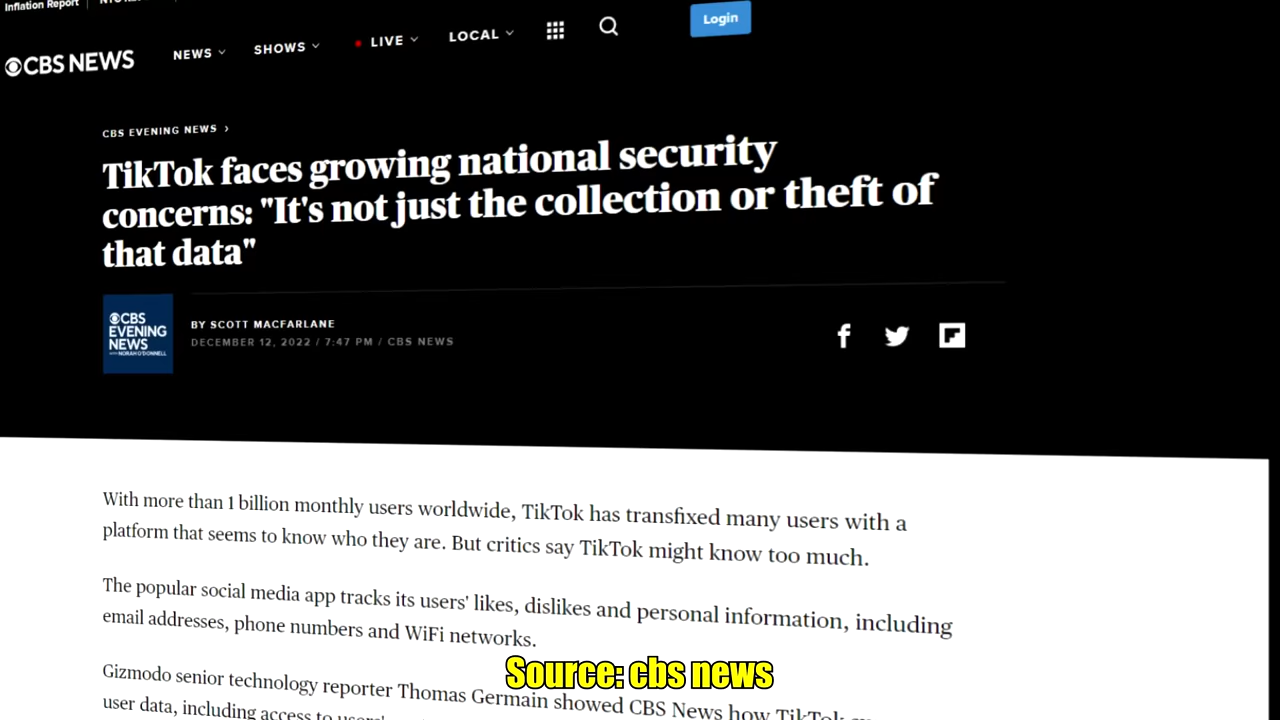 Inflation Report
CBS NEWS
NEWS
SHOWS
LIVE
LOCAL
Login
CBS EVENING NEWS ›
TikTok faces growing national security
concerns: "It's not just the collection or theft of
that data"
CBS
EVENING
NEWS
WITH NORAH O'DONNELL
BY SCOTT MACFARLANE
DECEMBER 12, 2022 / 7:47 PM / CBS NEWS
With more than 1 billion monthly users worldwide, TikTok has transfixed many users with a
platform that seems to know who they are. But critics say TikTok might know too much.
The popular social media app tracks its users' likes, dislikes and personal information, including
email addresses, phone numbers and WiFi networks.
Gizmodo senior technology reporter Thomas Germain showed CBS News how TikTok
user data, including access to users'
Source: cbs news